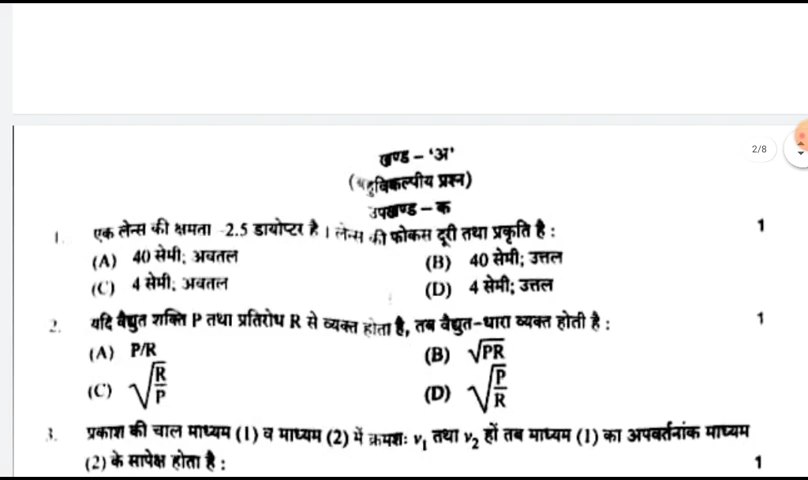 2/8
खण्ड – ‘अ’
(बहुविकल्पीय प्रश्न)
उपखण्ड – क
1. एक लेन्स की क्षमता -2.5 डायोप्टर है । लेन्स की फोकस दूरी तथा प्रकृति है : 1
(A) 40 सेमी; अवतल (B) 40 सेमी; उत्तल
(C) 4 सेमी; अवतल (D) 4 सेमी; उत्तल
2. यदि वैद्युत शक्ति P तथा प्रतिरोध R से व्यक्त होता है, तब वैद्युत-धारा व्यक्त होती है : 1
(A) P/R (B) √PR
(C) √R/P (D) √P/R
3. प्रकाश की चाल माध्यम (1) व माध्यम (2) में क्रमशः v₁ तथा v₂ हों तब माध्यम (1) का अपवर्तनांक माध्यम
(2) के सापेक्ष होता है : 1